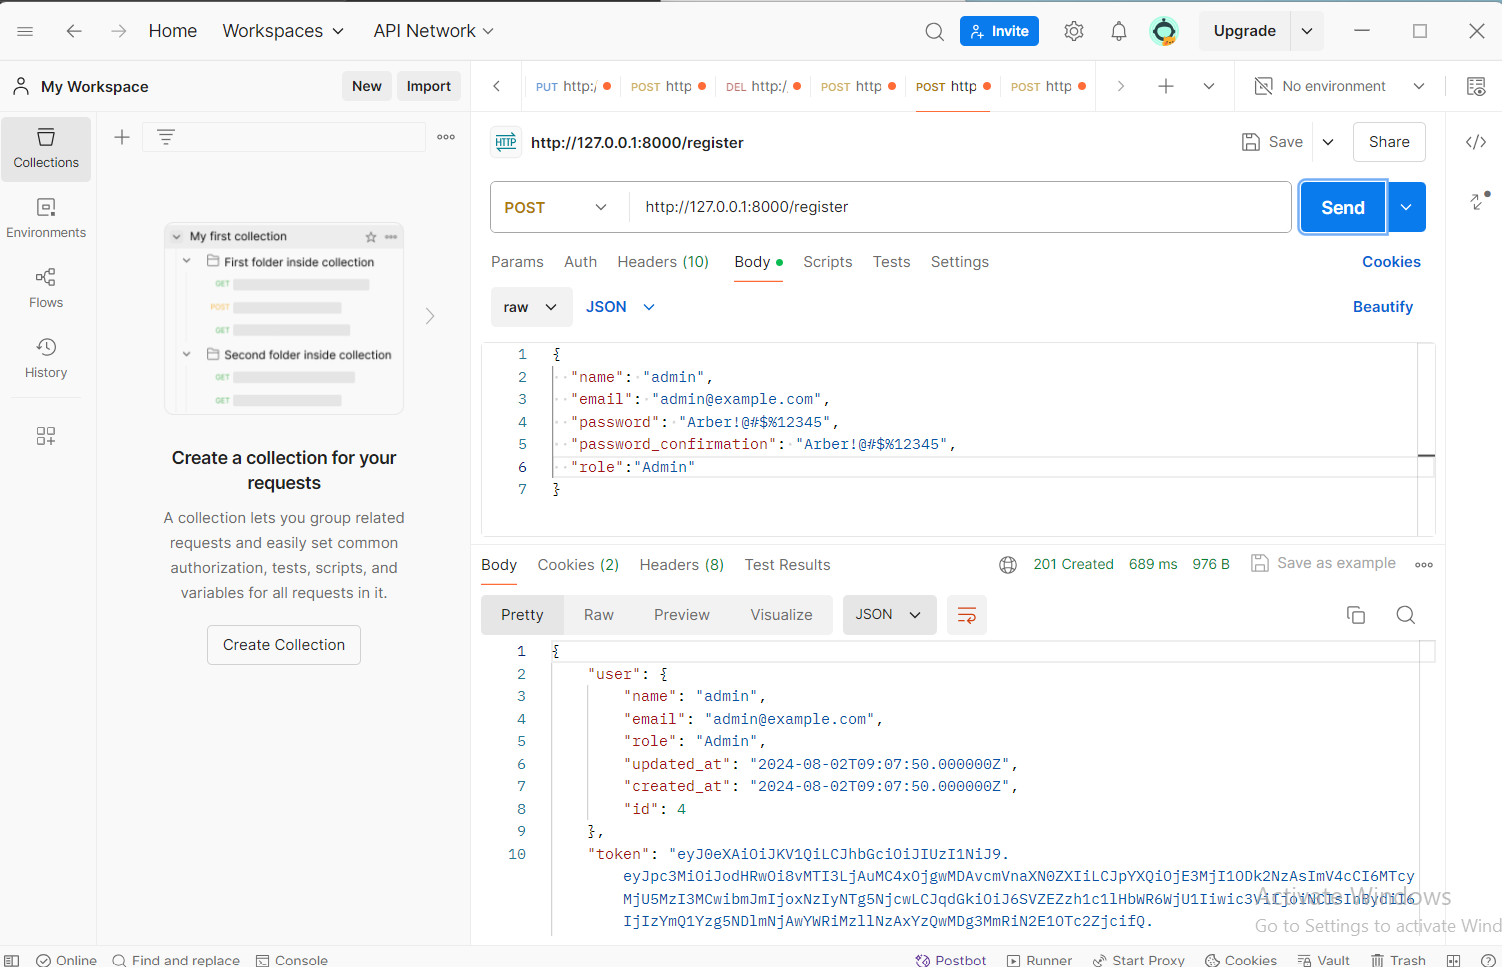 Home Workspaces API Network Invite Upgrade
My Workspace New Import PUT http:/ POST http DEL http:/ POST http POST http POST http No environment
Collections
Environments
Flows
History
My first collection
First folder inside collection
GET
POST
GET
Second folder inside collection
GET
GET
Create a collection for your
requests
A collection lets you group related
requests and easily set common
authorization, tests, scripts, and
variables for all requests in it.
Create Collection
HTTP http://127.0.0.1:8000/register Save Share
POST http://127.0.0.1:8000/register Send
Params Auth Headers (10) Body Scripts Tests Settings Cookies
raw JSON Beautify
1 {
2 "name": "admin",
3 "email": "admin@example.com",
4 "password": "Arber!@#$%12345",
5 "password_confirmation": "Arber!@#$%12345",
6 "role":"Admin"
7 }
Body Cookies (2) Headers (8) Test Results 201 Created 689 ms 976 B Save as example
Pretty Raw Preview Visualize JSON
1 {
2 "user": {
3 "name": "admin",
4 "email": "admin@example.com",
5 "role": "Admin",
6 "updated_at": "2024-08-02T09:07:50.000000Z",
7 "created_at": "2024-08-02T09:07:50.000000Z",
8 "id": 4
9 },
10 "token": "eyJ0eXAiOiJKV1QiLCJhbGciOiJIUzI1NiJ9.
eyJpc3MiOiJodHRwOi8vMTI3LjAuMC4xOjgwMDAvcmVnaXN0ZXIiLCJpYXQiOjE3MjI1ODk2NzAsImV4cCI6MTcy
Activate Windows
Go to Settings to activate Wind
Online Find and replace Console Postbot Runner Start Proxy Cookies Vault Trash